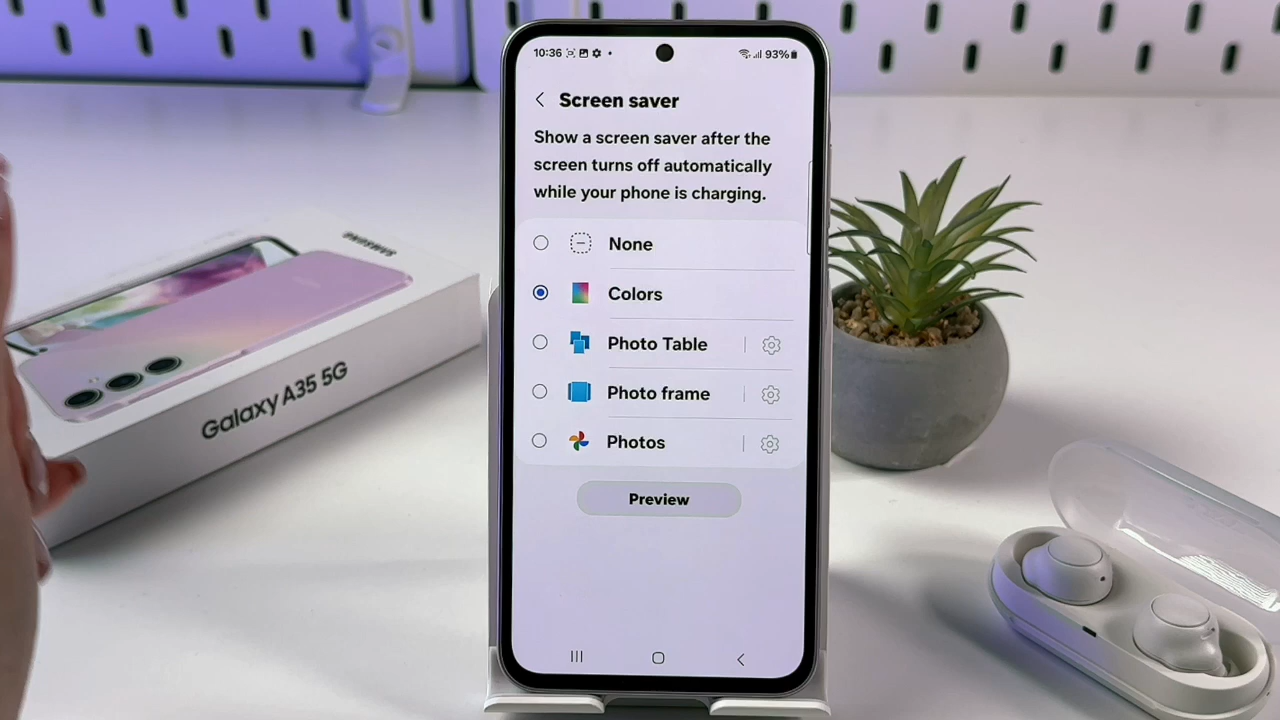 10:36
93%
Screen saver
Show a screen saver after the
screen turns off automatically
while your phone is charging.
None
Colors
Photo Table
Photo frame
Photos
Preview
SAMSUNG
Galaxy A35 5G